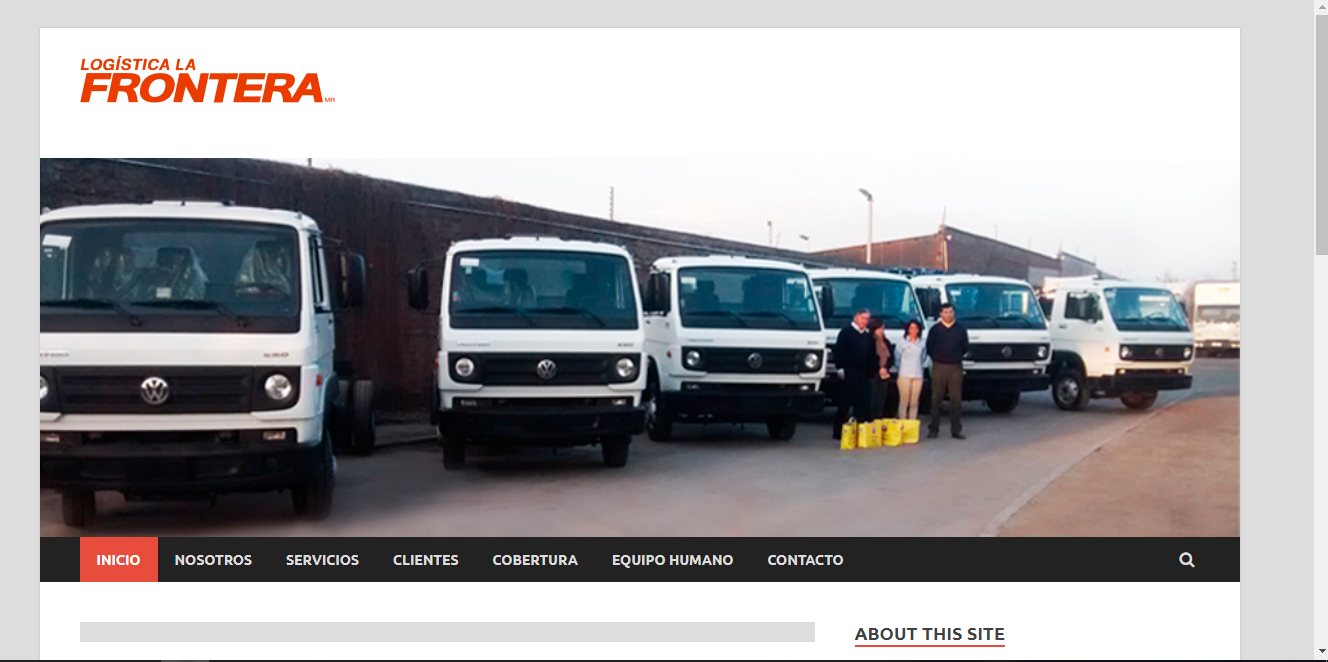 LOGÍSTICA LA
FRONTERA MR
INICIO NOSOTROS SERVICIOS CLIENTES COBERTURA EQUIPO HUMANO CONTACTO
ABOUT THIS SITE